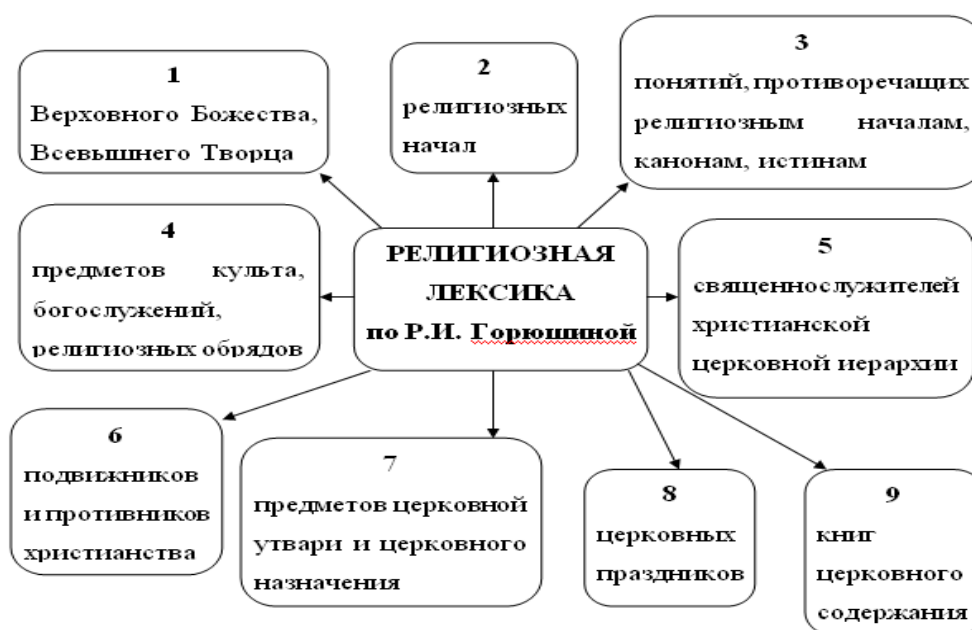 1
Верховного Божества,
Всевышнего Творца
2
религиозных
начал
3
понятий, противоречащих
религиозным началам,
канонам, истинам
4
предметов культа,
богослужений,
религиозных обрядов
РЕЛИГИОЗНАЯ
ЛЕКСИКА
по Р.И. Горюшиной
5
священнослужителей
христианской
церковной иерархии
6
подвижников
и противников
христианства
7
предметов церковной
утвари и церковного
назначения
8
церковных
праздников
9
книг
церковного
содержания